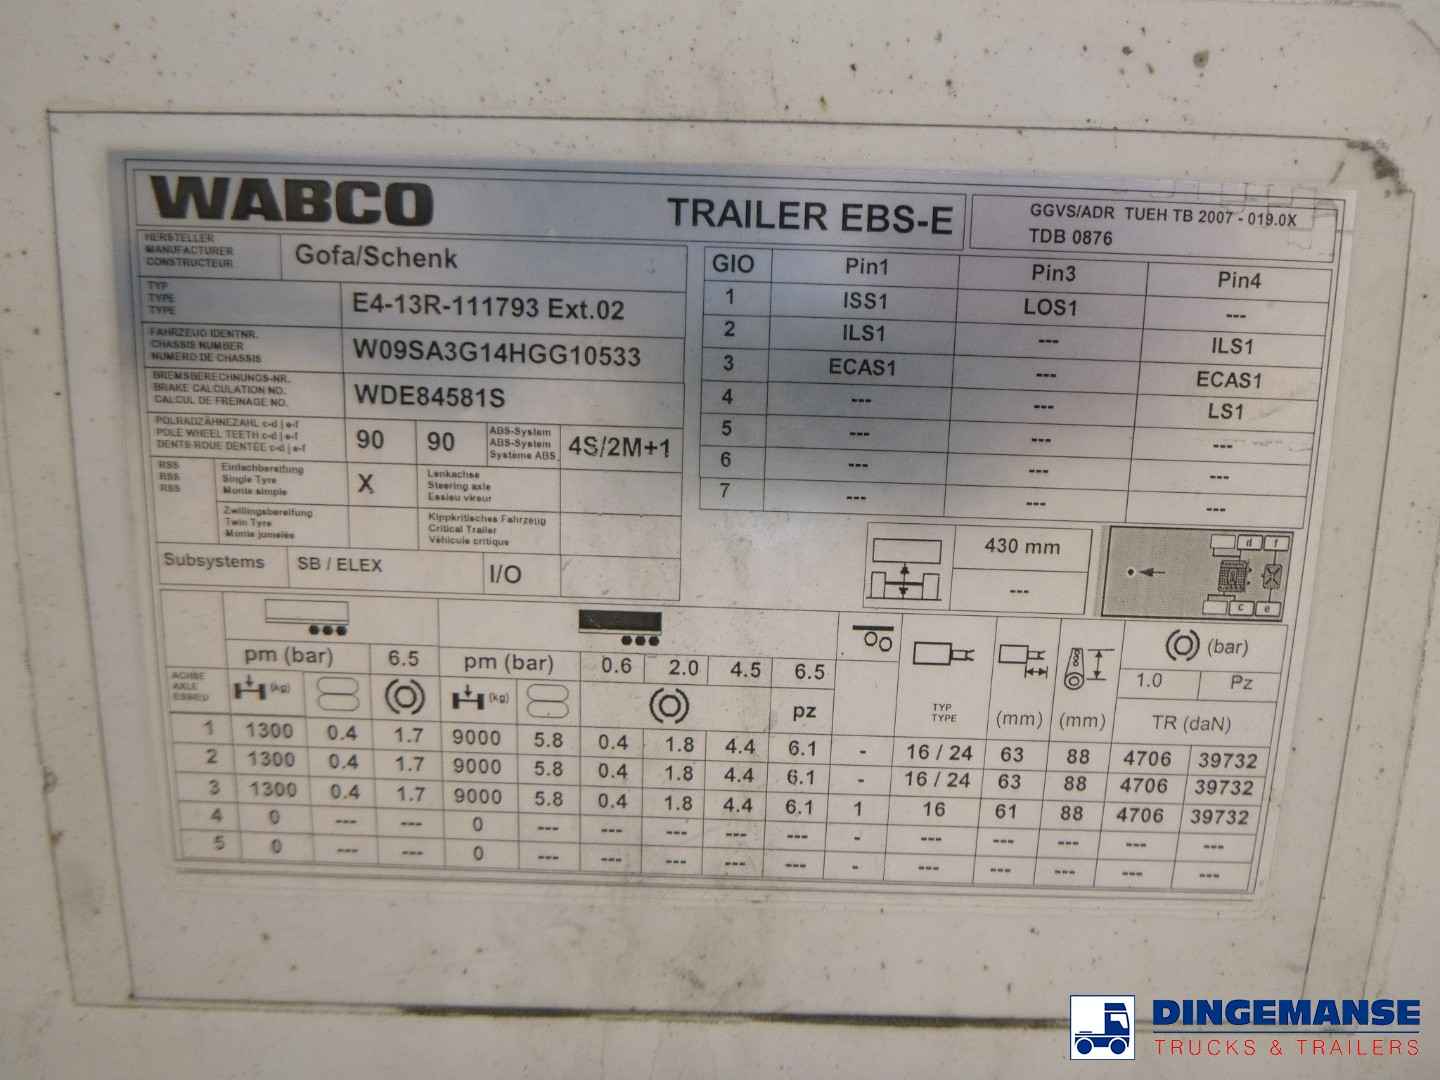 WABCO
TRAILER EBS-E
GGVS/ADR TUEH TB 2007 - 019.0X
TDB 0876
HERSTELLER
MANUFACTURER
CONSTRUCTEUR
Gofa/Schenk
TYP
TYPE
TYPE
E4-13R-111793 Ext.02
FAHRZEUG IDENTNR.
CHASSIS NUMBER
NUMERO DE CHASSIS
W09SA3G14HGG10533
BREMSBERECHNUNGS-NR.
BRAKE CALCULATION NO.
CALCUL DE FREINAGE NO.
WDE84581S
POLRADZÄHNEZAHL c-d | e-f
POLE WHEEL TEETH c-d | e-f
DENTS ROUE DENTÉE c-d | e-f
90 90
ABS-System
ABS-System
Système ABS
4S/2M+1
RSS
RSS
RSS
Einfachbereifung
Single Tyre
Monte simple
X
Lenkachse
Steering axle
Essieu vireur
Zwillingsbereifung
Twin Tyre
Monte jumelés
Kippkritisches Fahrzeug
Critical Trailer
Véhicule critique
Subsystems SB / ELEX I/O
GIO Pin1 Pin3 Pin4
1 ISS1 LOS1 ---
2 ILS1 --- ILS1
3 ECAS1 --- ECAS1
4 --- --- LS1
5 --- --- ---
6 --- --- ---
7 --- --- ---
430 mm
---
d f
c e
pm (bar) 6.5 pm (bar) 0.6 2.0 4.5 6.5 (bar)
1.0 Pz
ACHSE
AXLE
ESSIEU
(kg) (kg) pz
TYP
TYPE
(mm) (mm) TR (daN)
1 1300 0.4 1.7 9000 5.8 0.4 1.8 4.4 6.1 - 16 / 24 63 88 4706 39732
2 1300 0.4 1.7 9000 5.8 0.4 1.8 4.4 6.1 - 16 / 24 63 88 4706 39732
3 1300 0.4 1.7 9000 5.8 0.4 1.8 4.4 6.1 1 16 61 88 4706 39732
4 0 --- --- 0 --- --- --- --- --- - --- --- --- --- ---
5 0 --- --- 0 --- --- --- --- --- - --- --- --- --- ---
DINGEMANSE
TRUCKS & TRAILERS